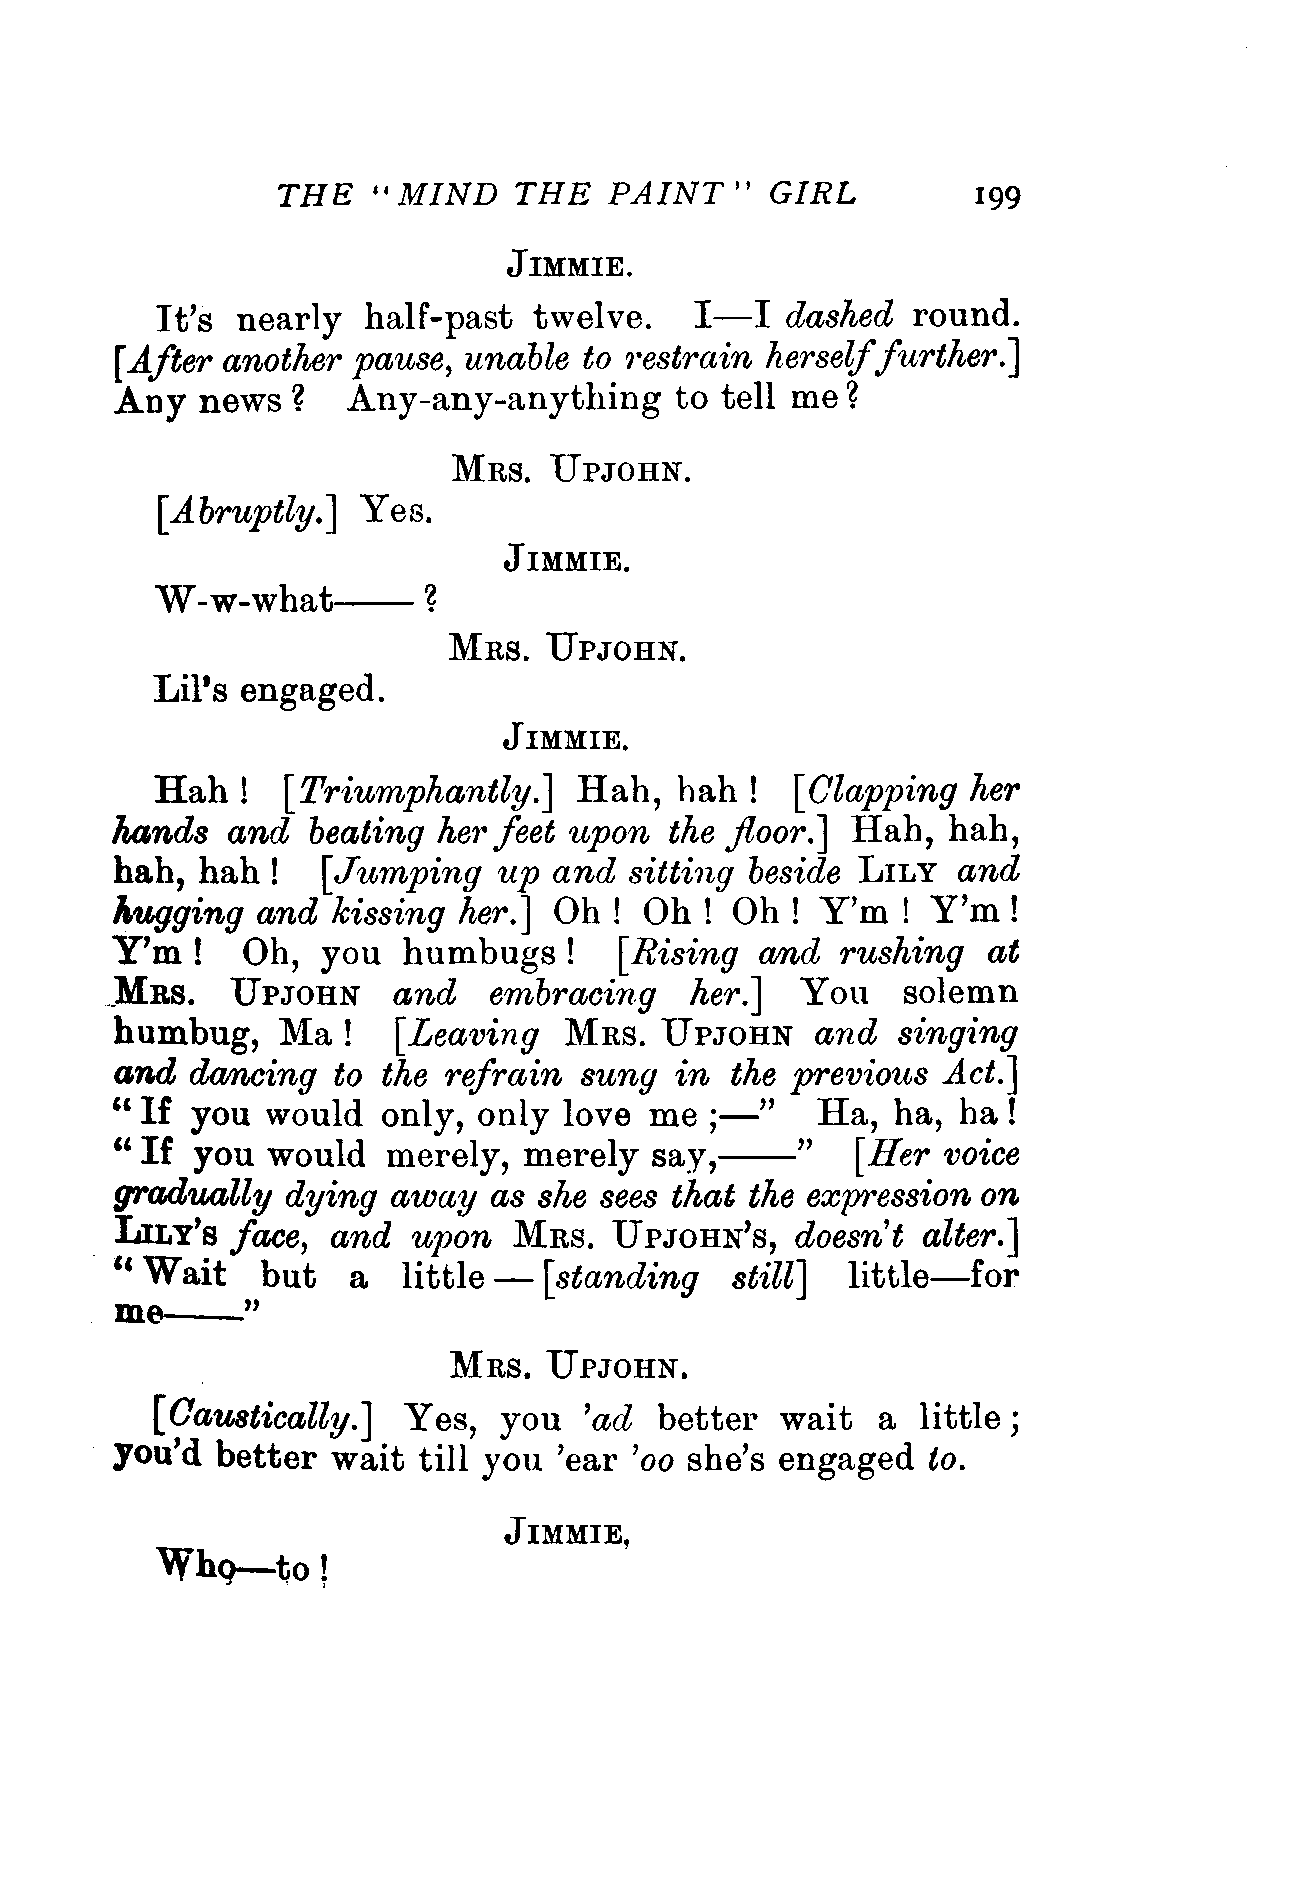 THE "MIND THE PAINT" GIRL 199
JIMMIE.
It's nearly half-past twelve. I—I dashed round.
[After another pause, unable to restrain herself further.]
Any news? Any-any-anything to tell me?
MRS. UPJOHN.
[Abruptly.] Yes.
JIMMIE.
W-w-what——?
MRS. UPJOHN.
Lil's engaged.
JIMMIE.
Hah! [Triumphantly.] Hah, hah! [Clapping her
hands and beating her feet upon the floor.] Hah, hah,
hah, hah! [Jumping up and sitting beside LILY and
hugging and kissing her.] Oh! Oh! Oh! Y'm! Y'm!
Y'm! Oh, you humbugs! [Rising and rushing at
MRS. UPJOHN and embracing her.] You solemn
humbug, Ma! [Leaving MRS. UPJOHN and singing
and dancing to the refrain sung in the previous Act.]
"If you would only, only love me;—" Ha, ha, ha!
"If you would merely, merely say,——" [Her voice
gradually dying away as she sees that the expression on
LILY'S face, and upon MRS. UPJOHN'S, doesn't alter.]
"Wait but a little—[standing still] little—for
me——"
MRS. UPJOHN.
[Caustically.] Yes, you 'ad better wait a little;
you'd better wait till you 'ear 'oo she's engaged to.
JIMMIE,
Who—to!